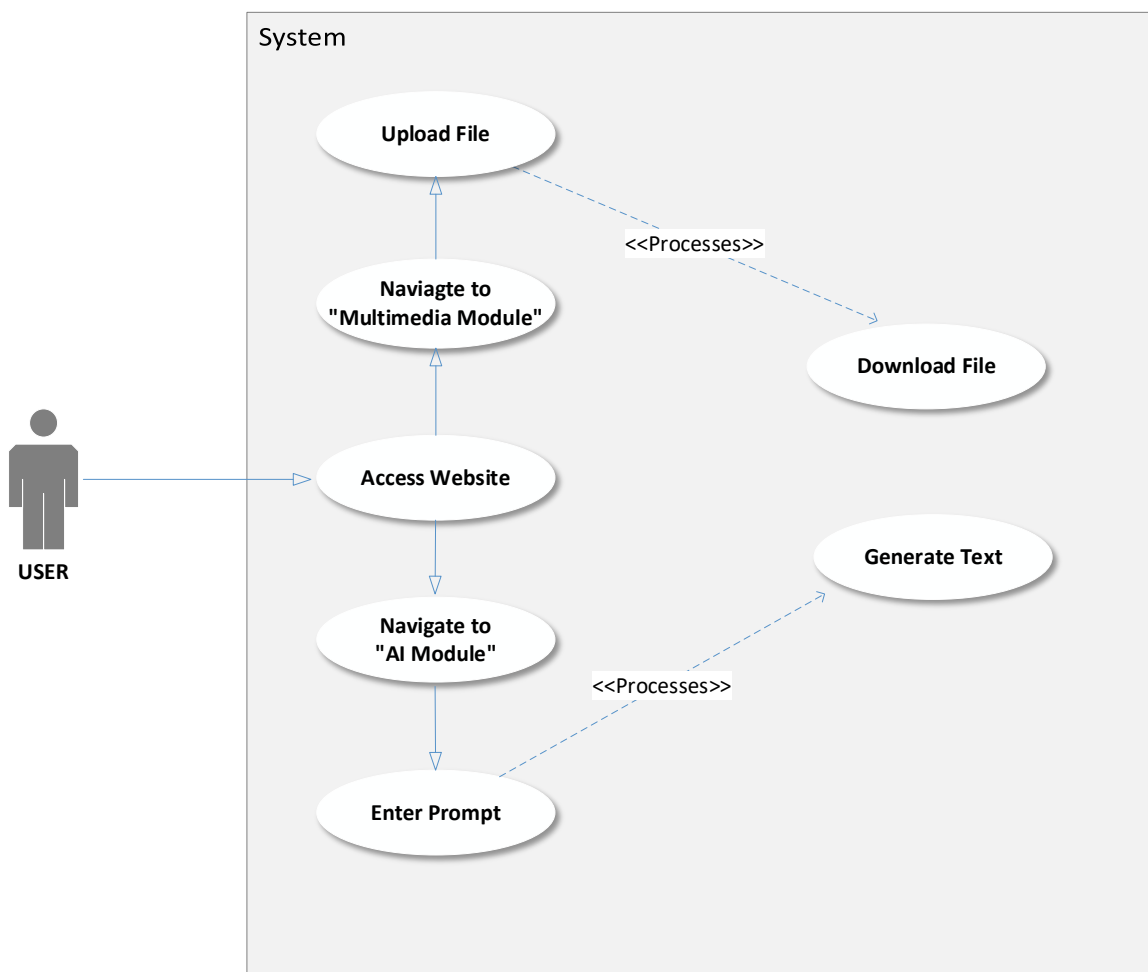 System
Upload File
<<Processes>>
Naviagte to
"Multimedia Module"
Download File
Access Website
USER
Generate Text
Navigate to
"AI Module"
<<Processes>>
Enter Prompt